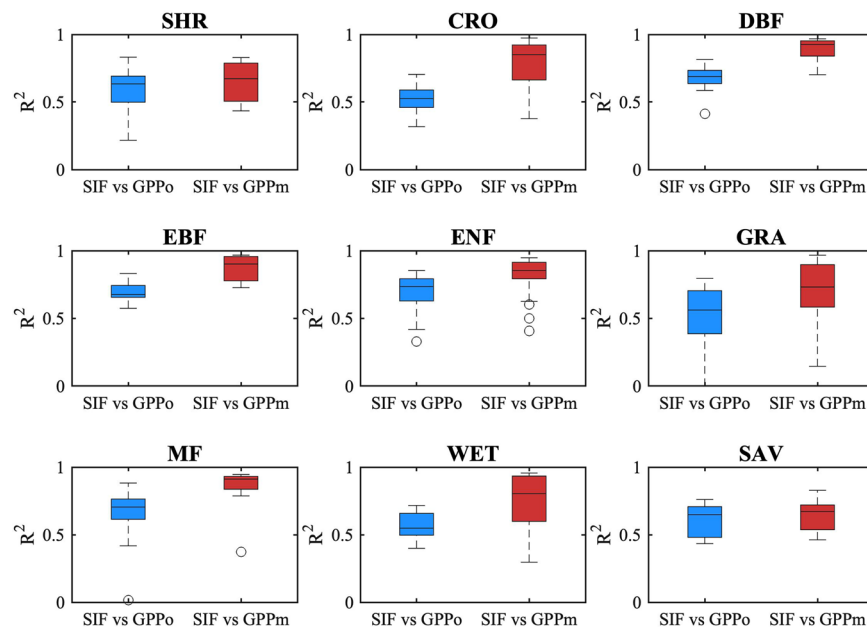 SHR CRO DBF
1 1 1
R² R² R²
0.5 0.5 0.5
0 0 0
SIF vs GPPo SIF vs GPPm SIF vs GPPo SIF vs GPPm SIF vs GPPo SIF vs GPPm
EBF ENF GRA
1 1 1
R² R² R²
0.5 0.5 0.5
0 0 0
SIF vs GPPo SIF vs GPPm SIF vs GPPo SIF vs GPPm SIF vs GPPo SIF vs GPPm
MF WET SAV
1 1 1
R² R² R²
0.5 0.5 0.5
0 0 0
SIF vs GPPo SIF vs GPPm SIF vs GPPo SIF vs GPPm SIF vs GPPo SIF vs GPPm